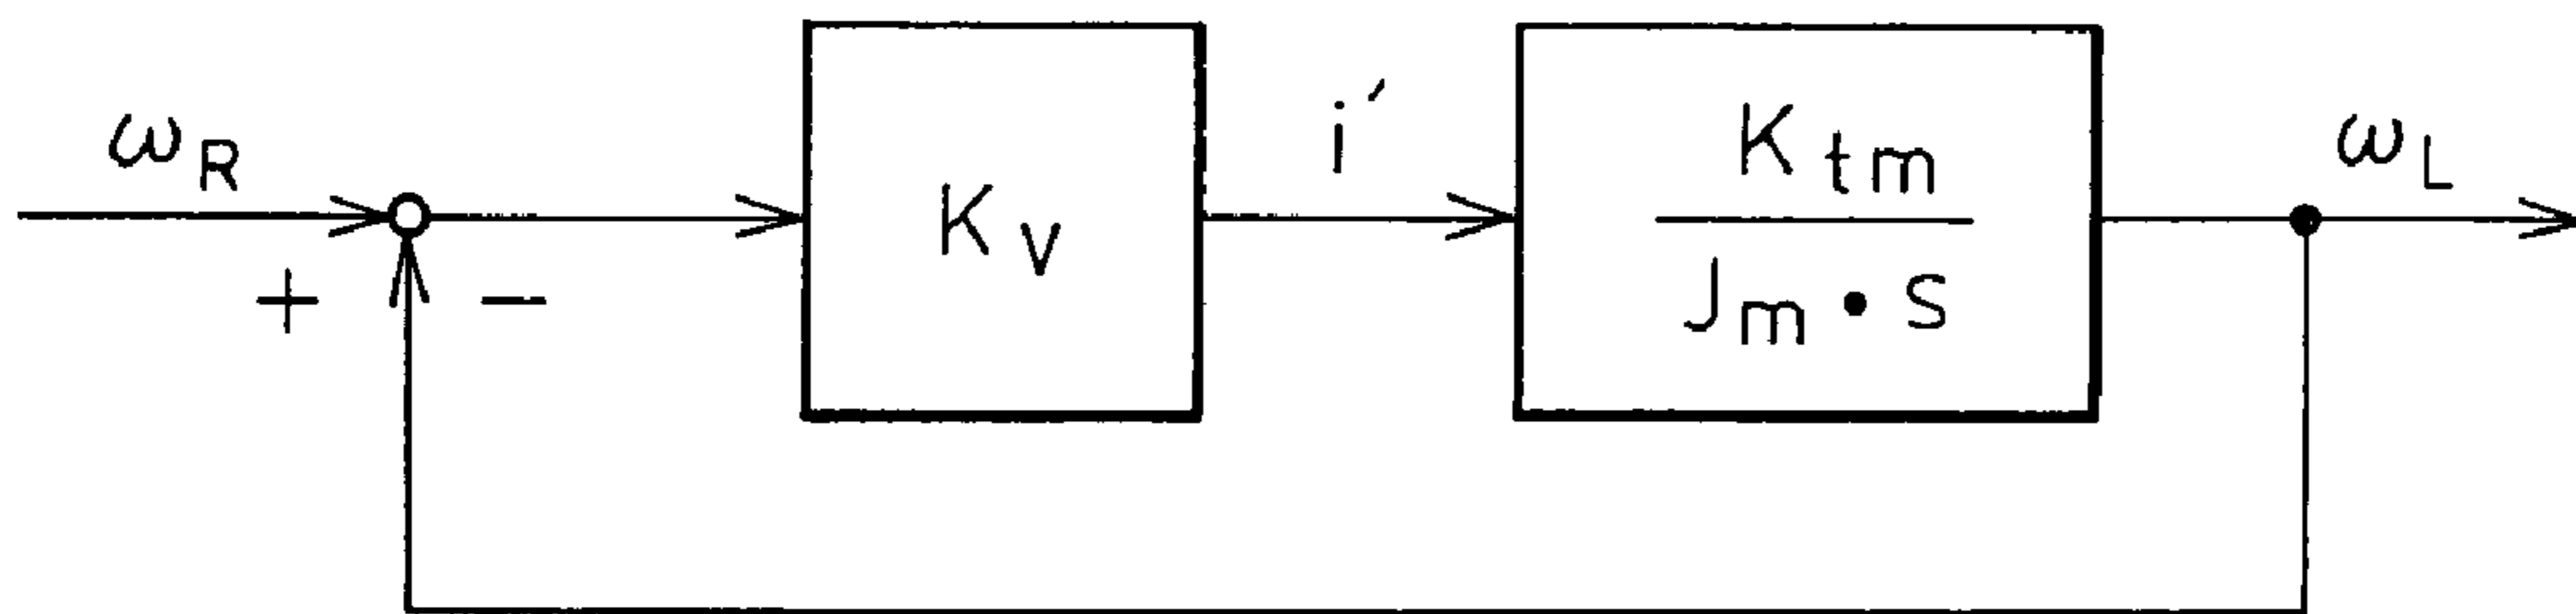 ω_R
+
−
K_v
i′
K_tm
J_m • s
ω_L